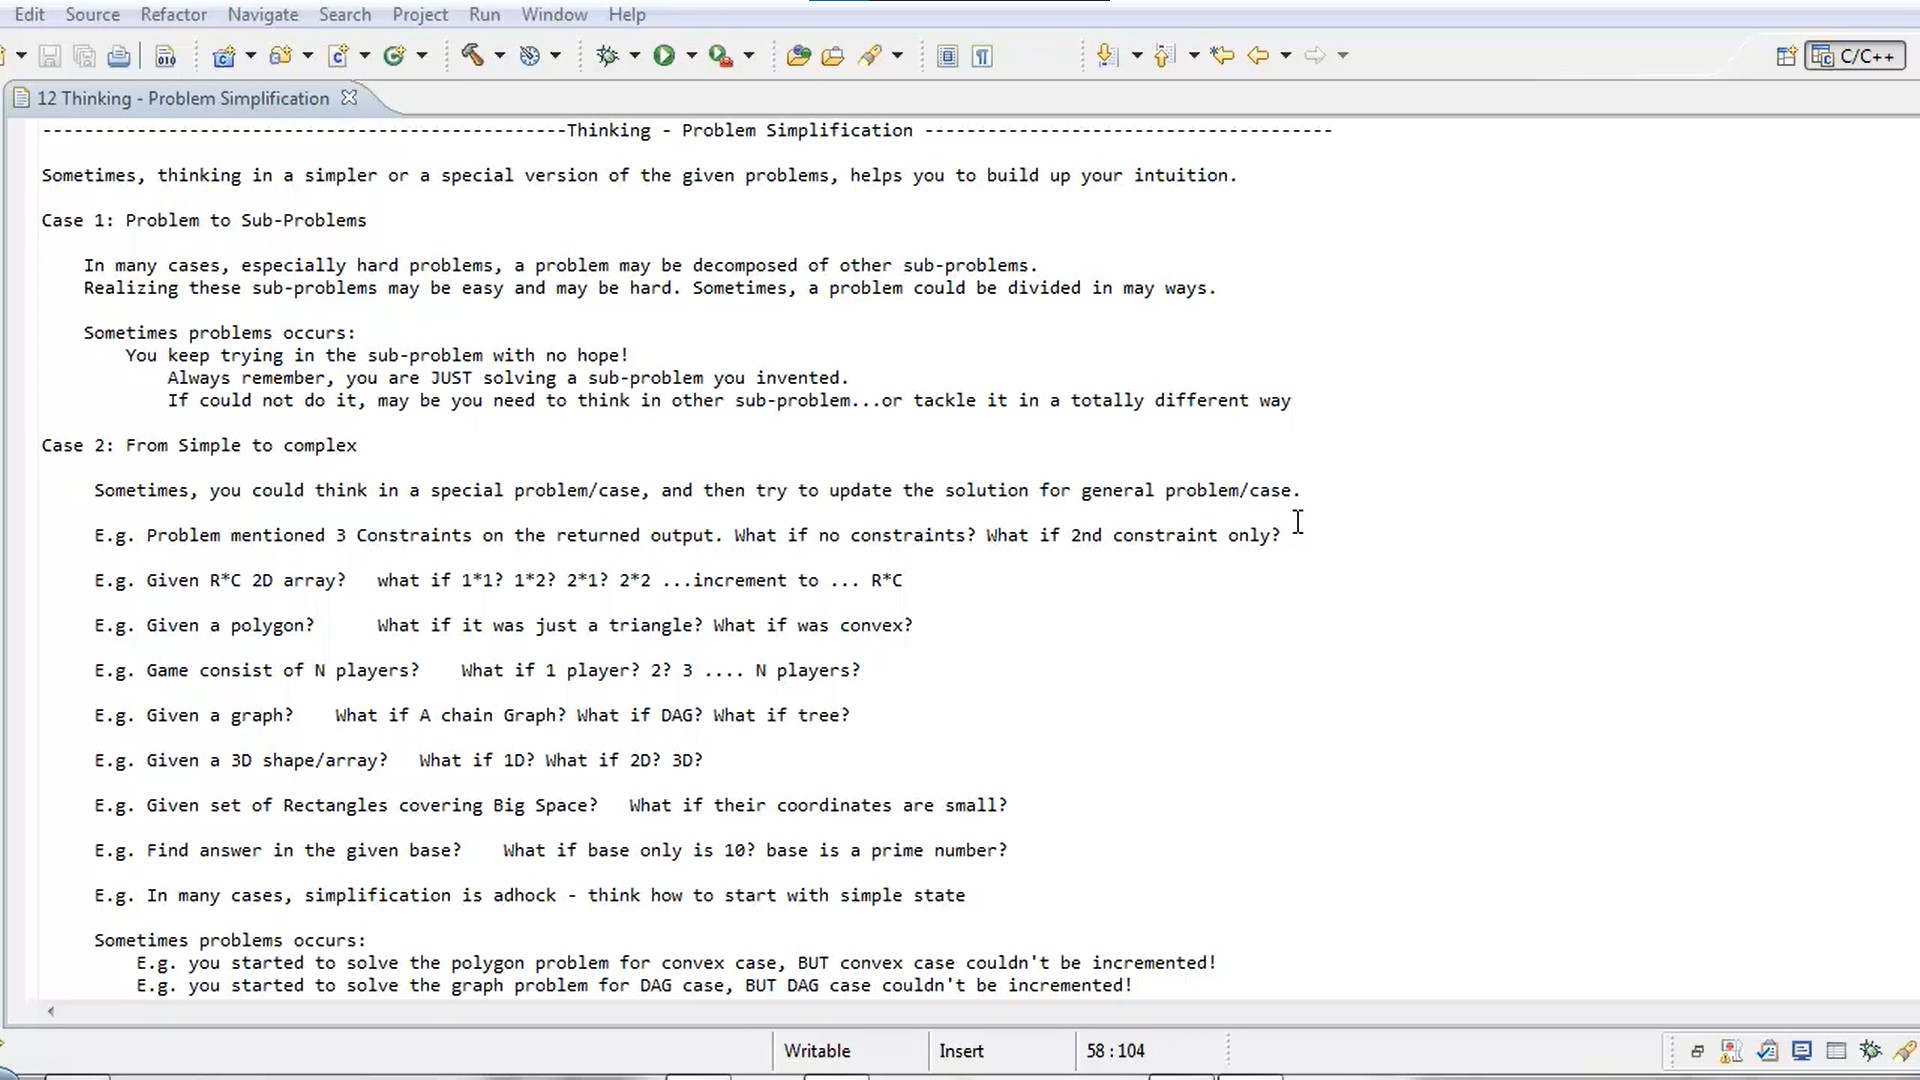 Edit Source Refactor Navigate Search Project Run Window Help
010
C/C++
12 Thinking - Problem Simplification
--------------------------------------------------Thinking - Problem Simplification ---------------------------------------
Sometimes, thinking in a simpler or a special version of the given problems, helps you to build up your intuition.
Case 1: Problem to Sub-Problems
In many cases, especially hard problems, a problem may be decomposed of other sub-problems.
Realizing these sub-problems may be easy and may be hard. Sometimes, a problem could be divided in may ways.
Sometimes problems occurs:
You keep trying in the sub-problem with no hope!
Always remember, you are JUST solving a sub-problem you invented.
If could not do it, may be you need to think in other sub-problem...or tackle it in a totally different way
Case 2: From Simple to complex
Sometimes, you could think in a special problem/case, and then try to update the solution for general problem/case.
E.g. Problem mentioned 3 Constraints on the returned output. What if no constraints? What if 2nd constraint only?
E.g. Given R*C 2D array? what if 1*1? 1*2? 2*1? 2*2 ...increment to ... R*C
E.g. Given a polygon? What if it was just a triangle? What if was convex?
E.g. Game consist of N players? What if 1 player? 2? 3 .... N players?
E.g. Given a graph? What if A chain Graph? What if DAG? What if tree?
E.g. Given a 3D shape/array? What if 1D? What if 2D? 3D?
E.g. Given set of Rectangles covering Big Space? What if their coordinates are small?
E.g. Find answer in the given base? What if base only is 10? base is a prime number?
E.g. In many cases, simplification is adhock - think how to start with simple state
Sometimes problems occurs:
E.g. you started to solve the polygon problem for convex case, BUT convex case couldn't be incremented!
E.g. you started to solve the graph problem for DAG case, BUT DAG case couldn't be incremented!
Writable Insert 58 : 104